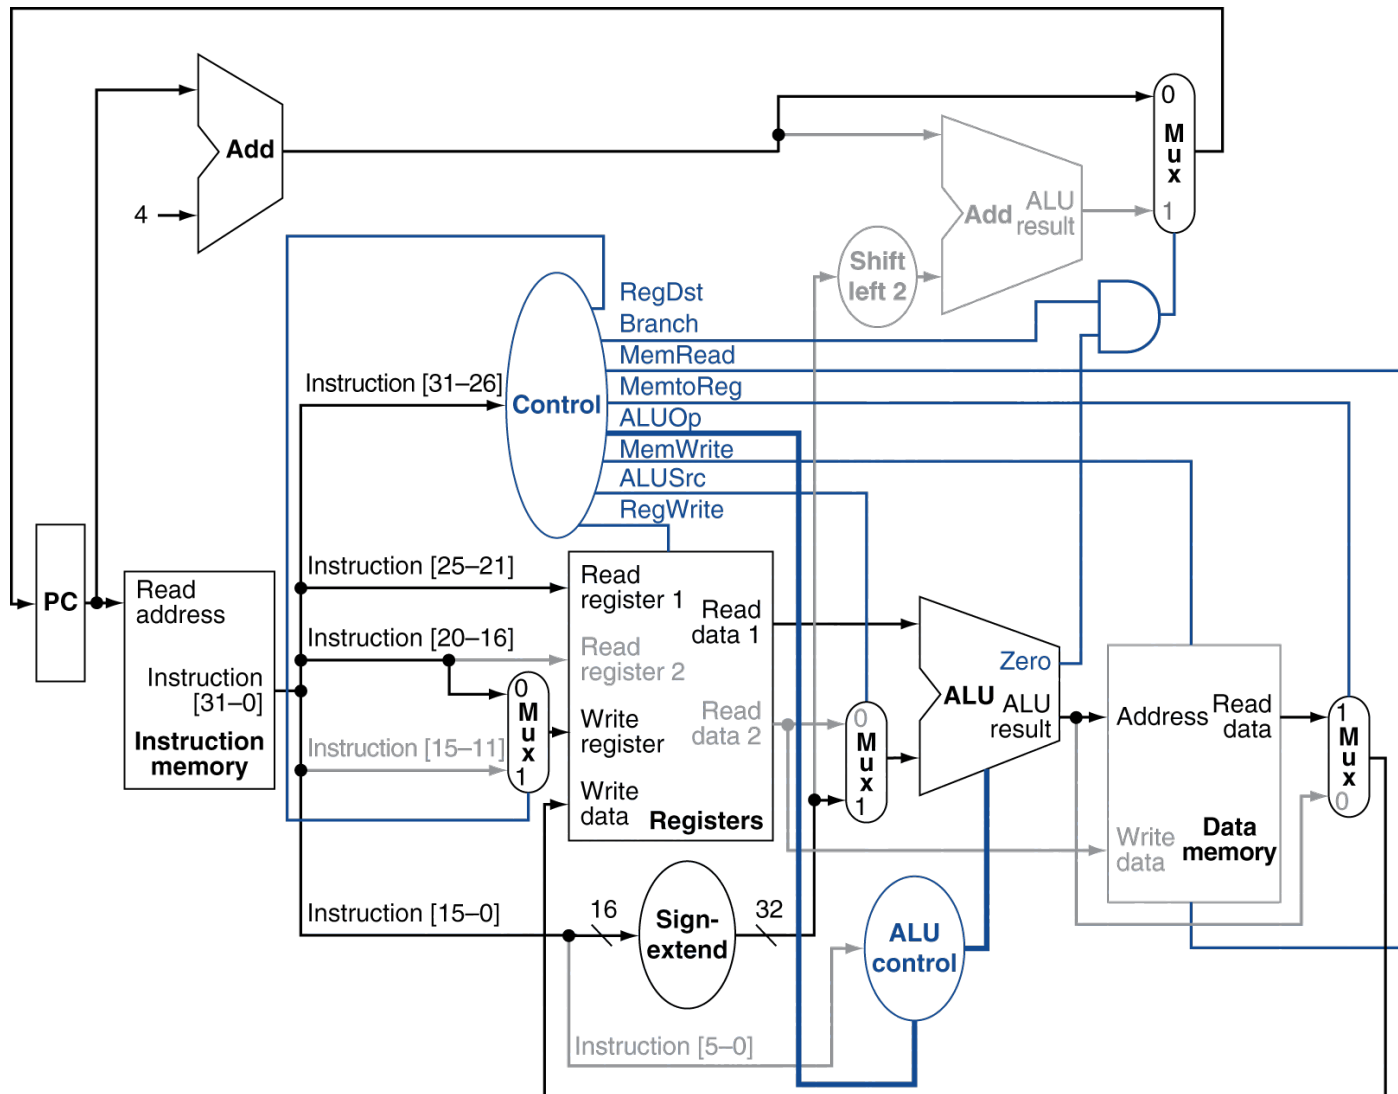 0
M
u
x
1
Add
4
Add
ALU
result
Shift
left 2
RegDst
Branch
MemRead
MemtoReg
ALUOp
MemWrite
ALUSrc
RegWrite
Control
Instruction [31–26]
PC
Read
address
Instruction
[31–0]
Instruction
memory
Instruction [25–21]
Instruction [20–16]
Instruction [15–11]
0
M
u
x
1
Read
register 1
Read
register 2
Write
register
Write
data
Read
data 1
Read
data 2
Registers
0
M
u
x
1
Zero
ALU
ALU
result
Address
Read
data
Write
data
Data
memory
1
M
u
x
0
Instruction [15–0]
16
Sign-
extend
32
ALU
control
Instruction [5–0]